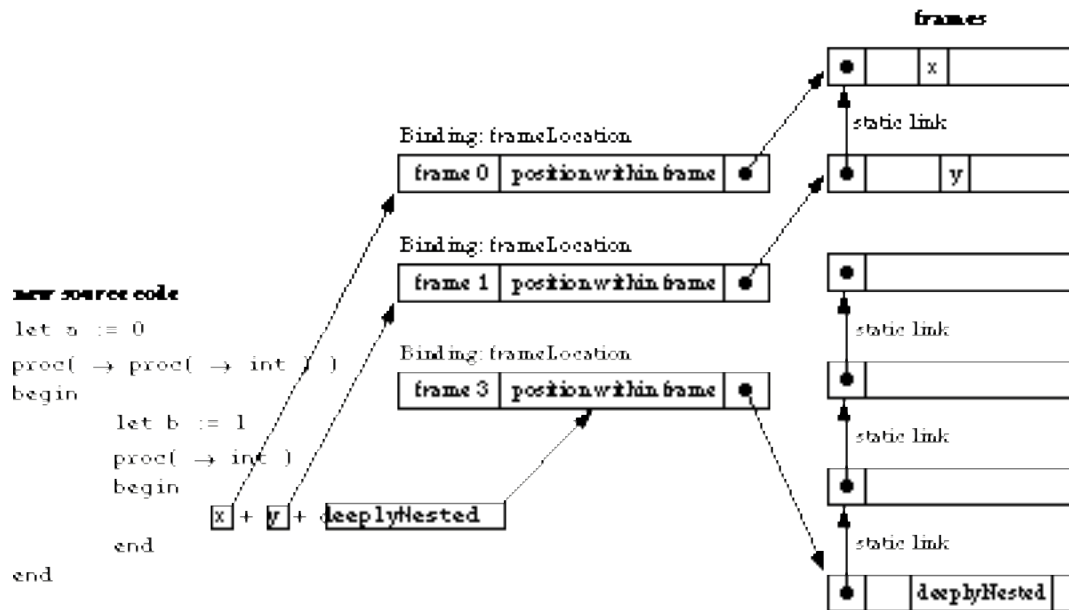 frames
x
static link
Binding: frameLocation
frame 0 position within frame
y
Binding: frameLocation
frame 1 position within frame
new source code
let a := 0
static link
proc( → proc( → int ) )
Binding: frameLocation
begin
frame 3 position within frame
let b := 1
static link
proc( → int )
begin
x + y + deeplyNested
end
static link
end
deeplyNested